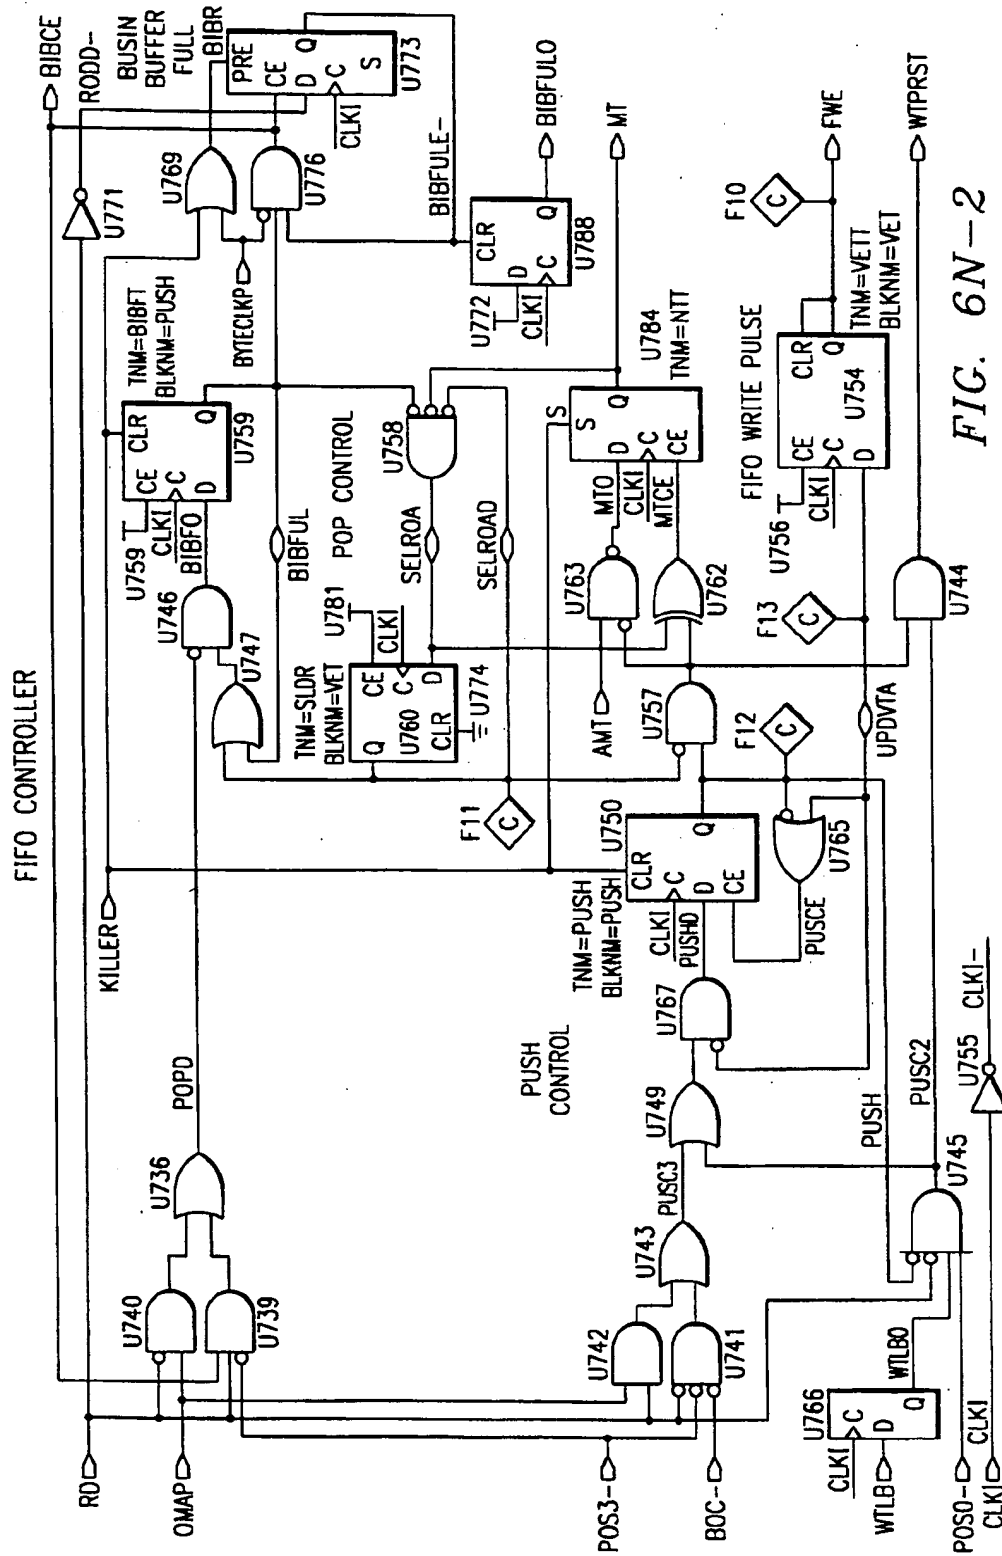 FIFO CONTROLLER
BIBCE
RODD-
BUSIN
BUFFER
FULL
BIBR
PRE
CE
D
C
S
Q
U773
CLKI
U769
U776
U771
BYTECLKP
BIBFULE-
CLR
D
C
Q
U788
U772
CLKI
BIBFULO
MT
TNM=BIBFT
BLKNM=PUSH
CLR
CE
C
D
Q
U759
U759
CLKI
BIBFO
U746
U747
BIBFUL
POP CONTROL
U758
SELROA
SELROAD
TNM=SLDR
BLKNM=VET
U781
CLKI
CE
C
D
Q
U760
CLR
U774
F11
C
S
S
D
C
CE
Q
U784
TNM=NTT
MTO
CLKI
MTCE
U763
U762
AMT
U757
F12
C
FIFO WRITE PULSE
U756
CLKI
CLR
CE
Q
C
U754
D
TNM=VETT
BLKNM=VET
F10
C
FWE
F13
C
WTPRST
U744
UPDVTA
KILLER
POPD
U736
U740
U739
RD
OMAP
PUSH
CONTROL
TNM=PUSH
BLKNM=PUSH
CLR
C
D
CE
Q
U750
CLKI
PUSHD
U765
PUSCE
U767
U749
PUSC3
U743
U742
U741
POS3-
BOC-
PUSH
PUSC2
U745
U755
CLKI-
U766
C
D
Q
CLKI
WTLBO
WTLB
POSO-
CLKI
CLKI
FIG. 6N-2